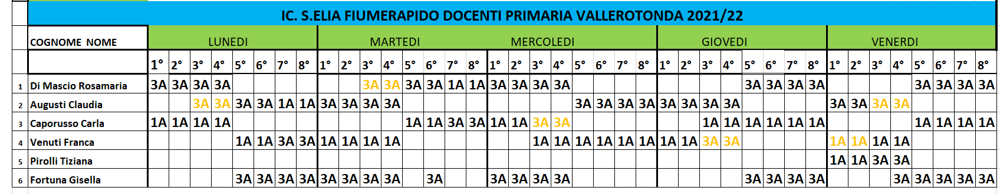 IC. S.ELIA FIUMERAPIDO DOCENTI PRIMARIA VALLEROTONDA 2021/22
COGNOME NOME LUNEDI MARTEDI MERCOLEDI GIOVEDI VENERDI
1° 2° 3° 4° 5° 6° 7° 8° 1° 2° 3° 4° 5° 6° 7° 8° 1° 2° 3° 4° 5° 6° 7° 8° 1° 2° 3° 4° 5° 6° 7° 8° 1° 2° 3° 4° 5° 6° 7° 8°
1 Di Mascio Rosamaria 3A 3A 3A 3A 3A 3A 3A 3A 1A 1A 3A 3A 3A 3A 3A 3A 3A 3A 3A 3A 3A 3A
2 Augusti Claudia 3A 3A 3A 3A 1A 1A 3A 3A 3A 3A 3A 3A 3A 3A 3A 3A 3A 3A 3A 3A 3A 3A
3 Caporusso Carla 1A 1A 1A 1A 1A 1A 3A 3A 1A 1A 3A 3A 1A 1A 1A 1A 1A 1A 1A 1A 1A 1A
4 Venuti Franca 1A 1A 3A 3A 1A 1A 1A 1A 1A 1A 1A 1A 1A 1A 1A 1A 3A 3A 1A 1A 1A 1A
5 Pirolli Tiziana 1A 1A 3A 3A
6 Fortuna Gisella 3A 3A 3A 3A 3A 3A 3A 3A 3A 3A 3A 3A 3A 3A 3A 3A 3A 3A 3A 3A 3A 3A